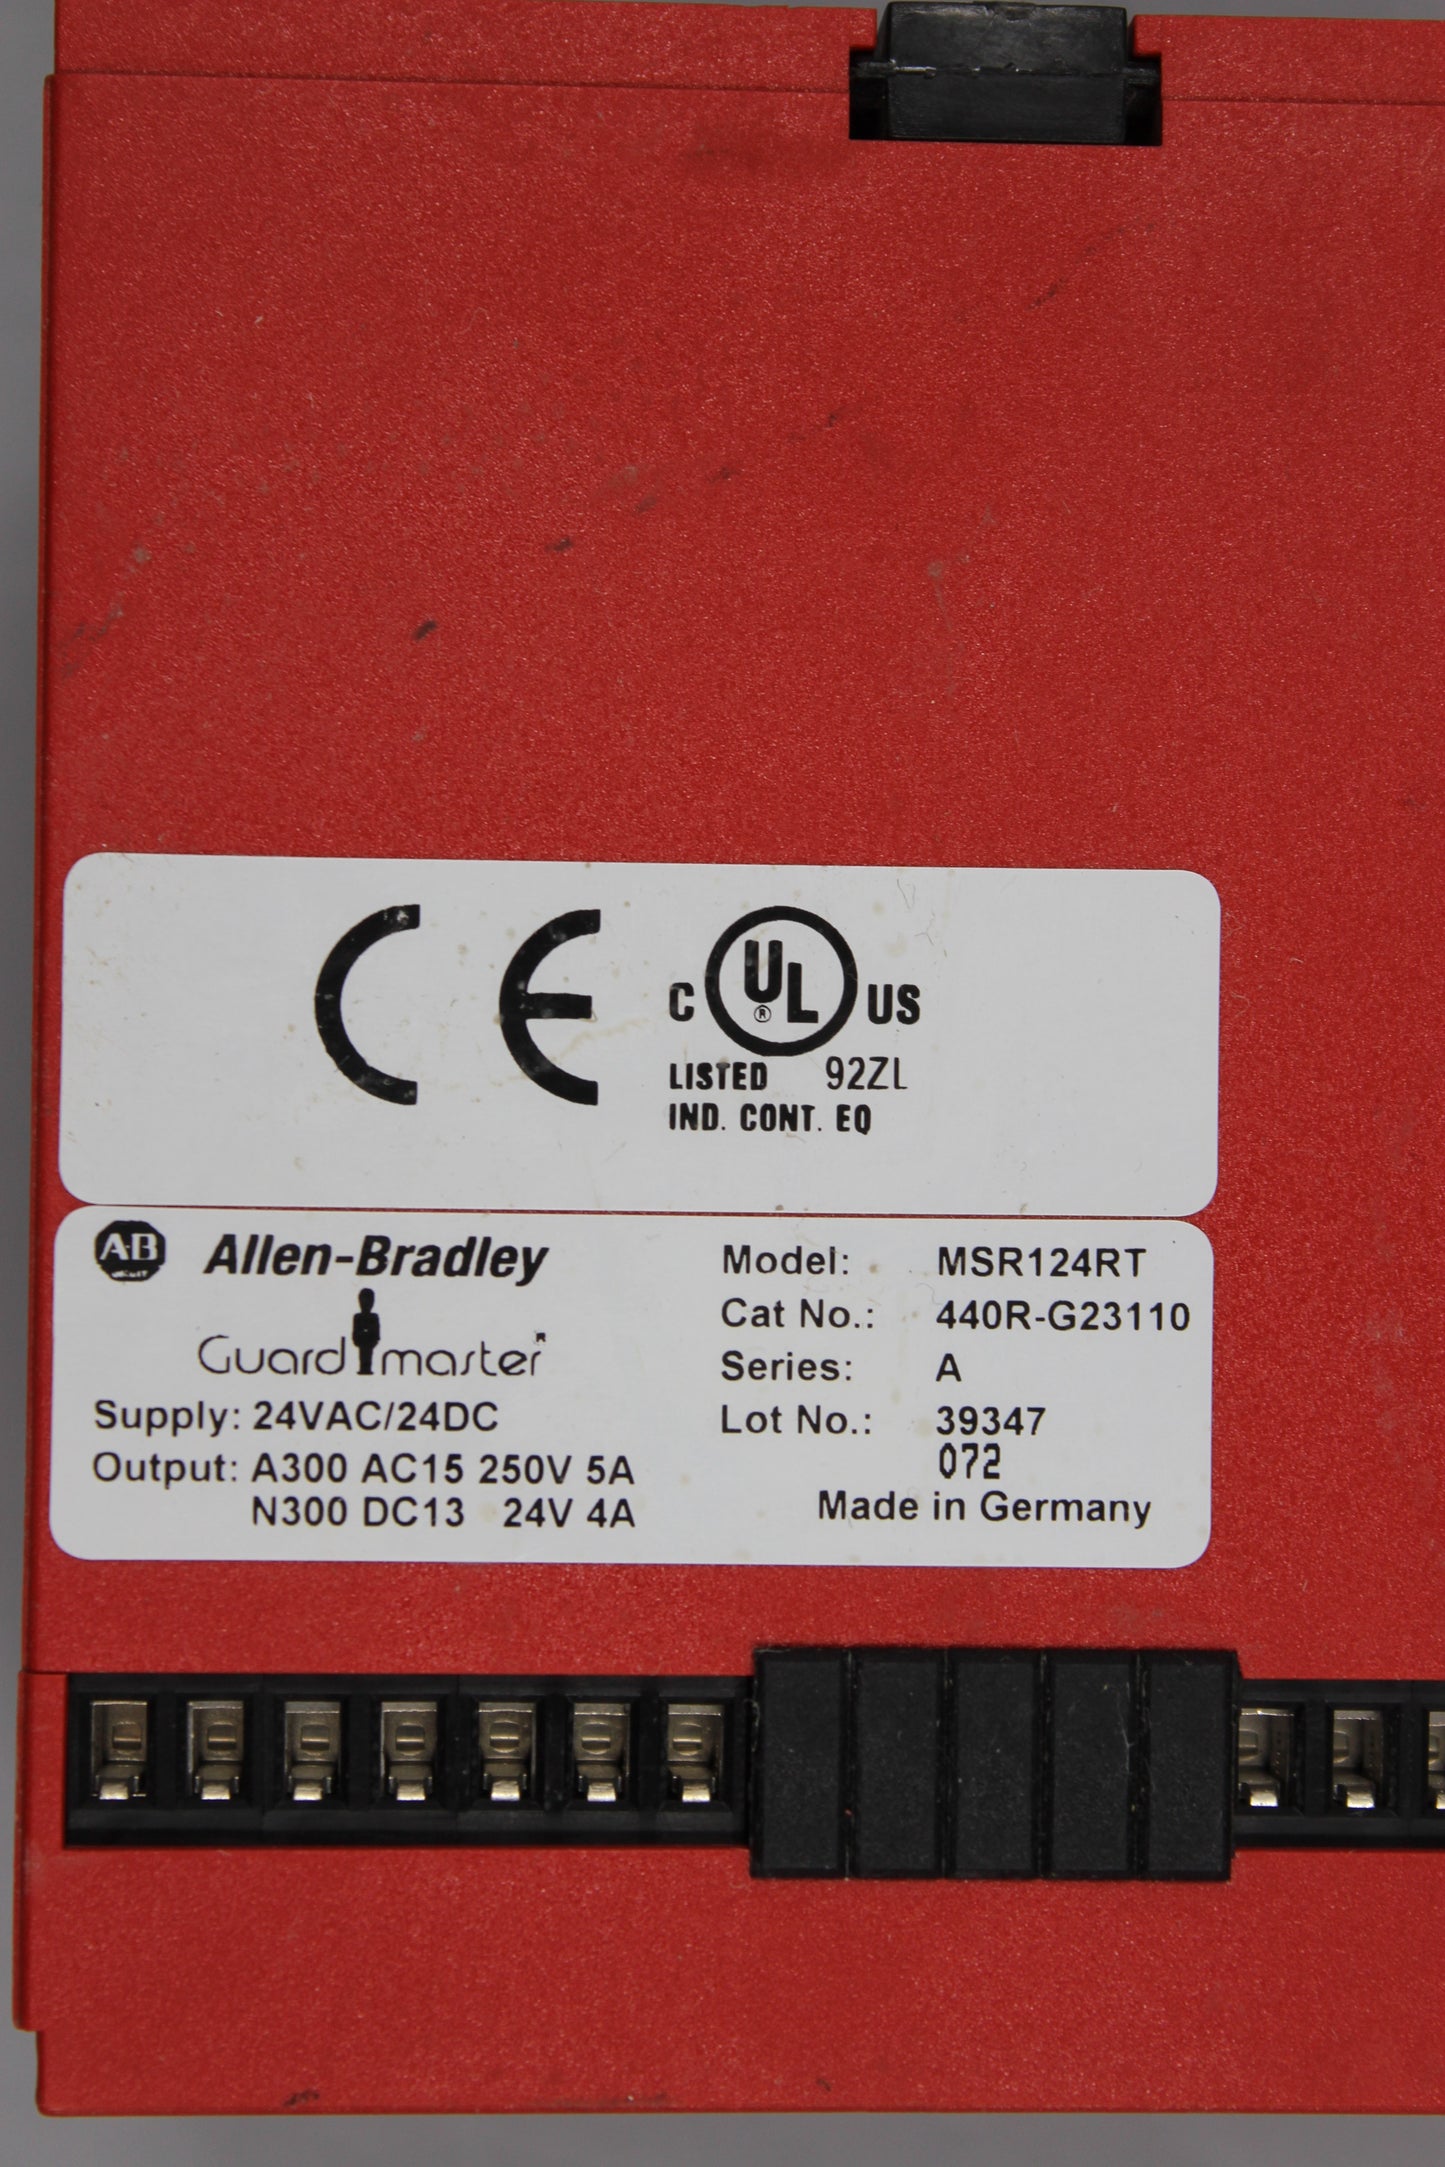 CE
C UL ® US
LISTED 92ZL
IND. CONT. EQ
AB Allen-Bradley
Guardmaster
Supply: 24VAC/24DC
Output: A300 AC15 250V 5A
N300 DC13 24V 4A
Model: MSR124RT
Cat No.: 440R-G23110
Series: A
Lot No.: 39347
072
Made in Germany